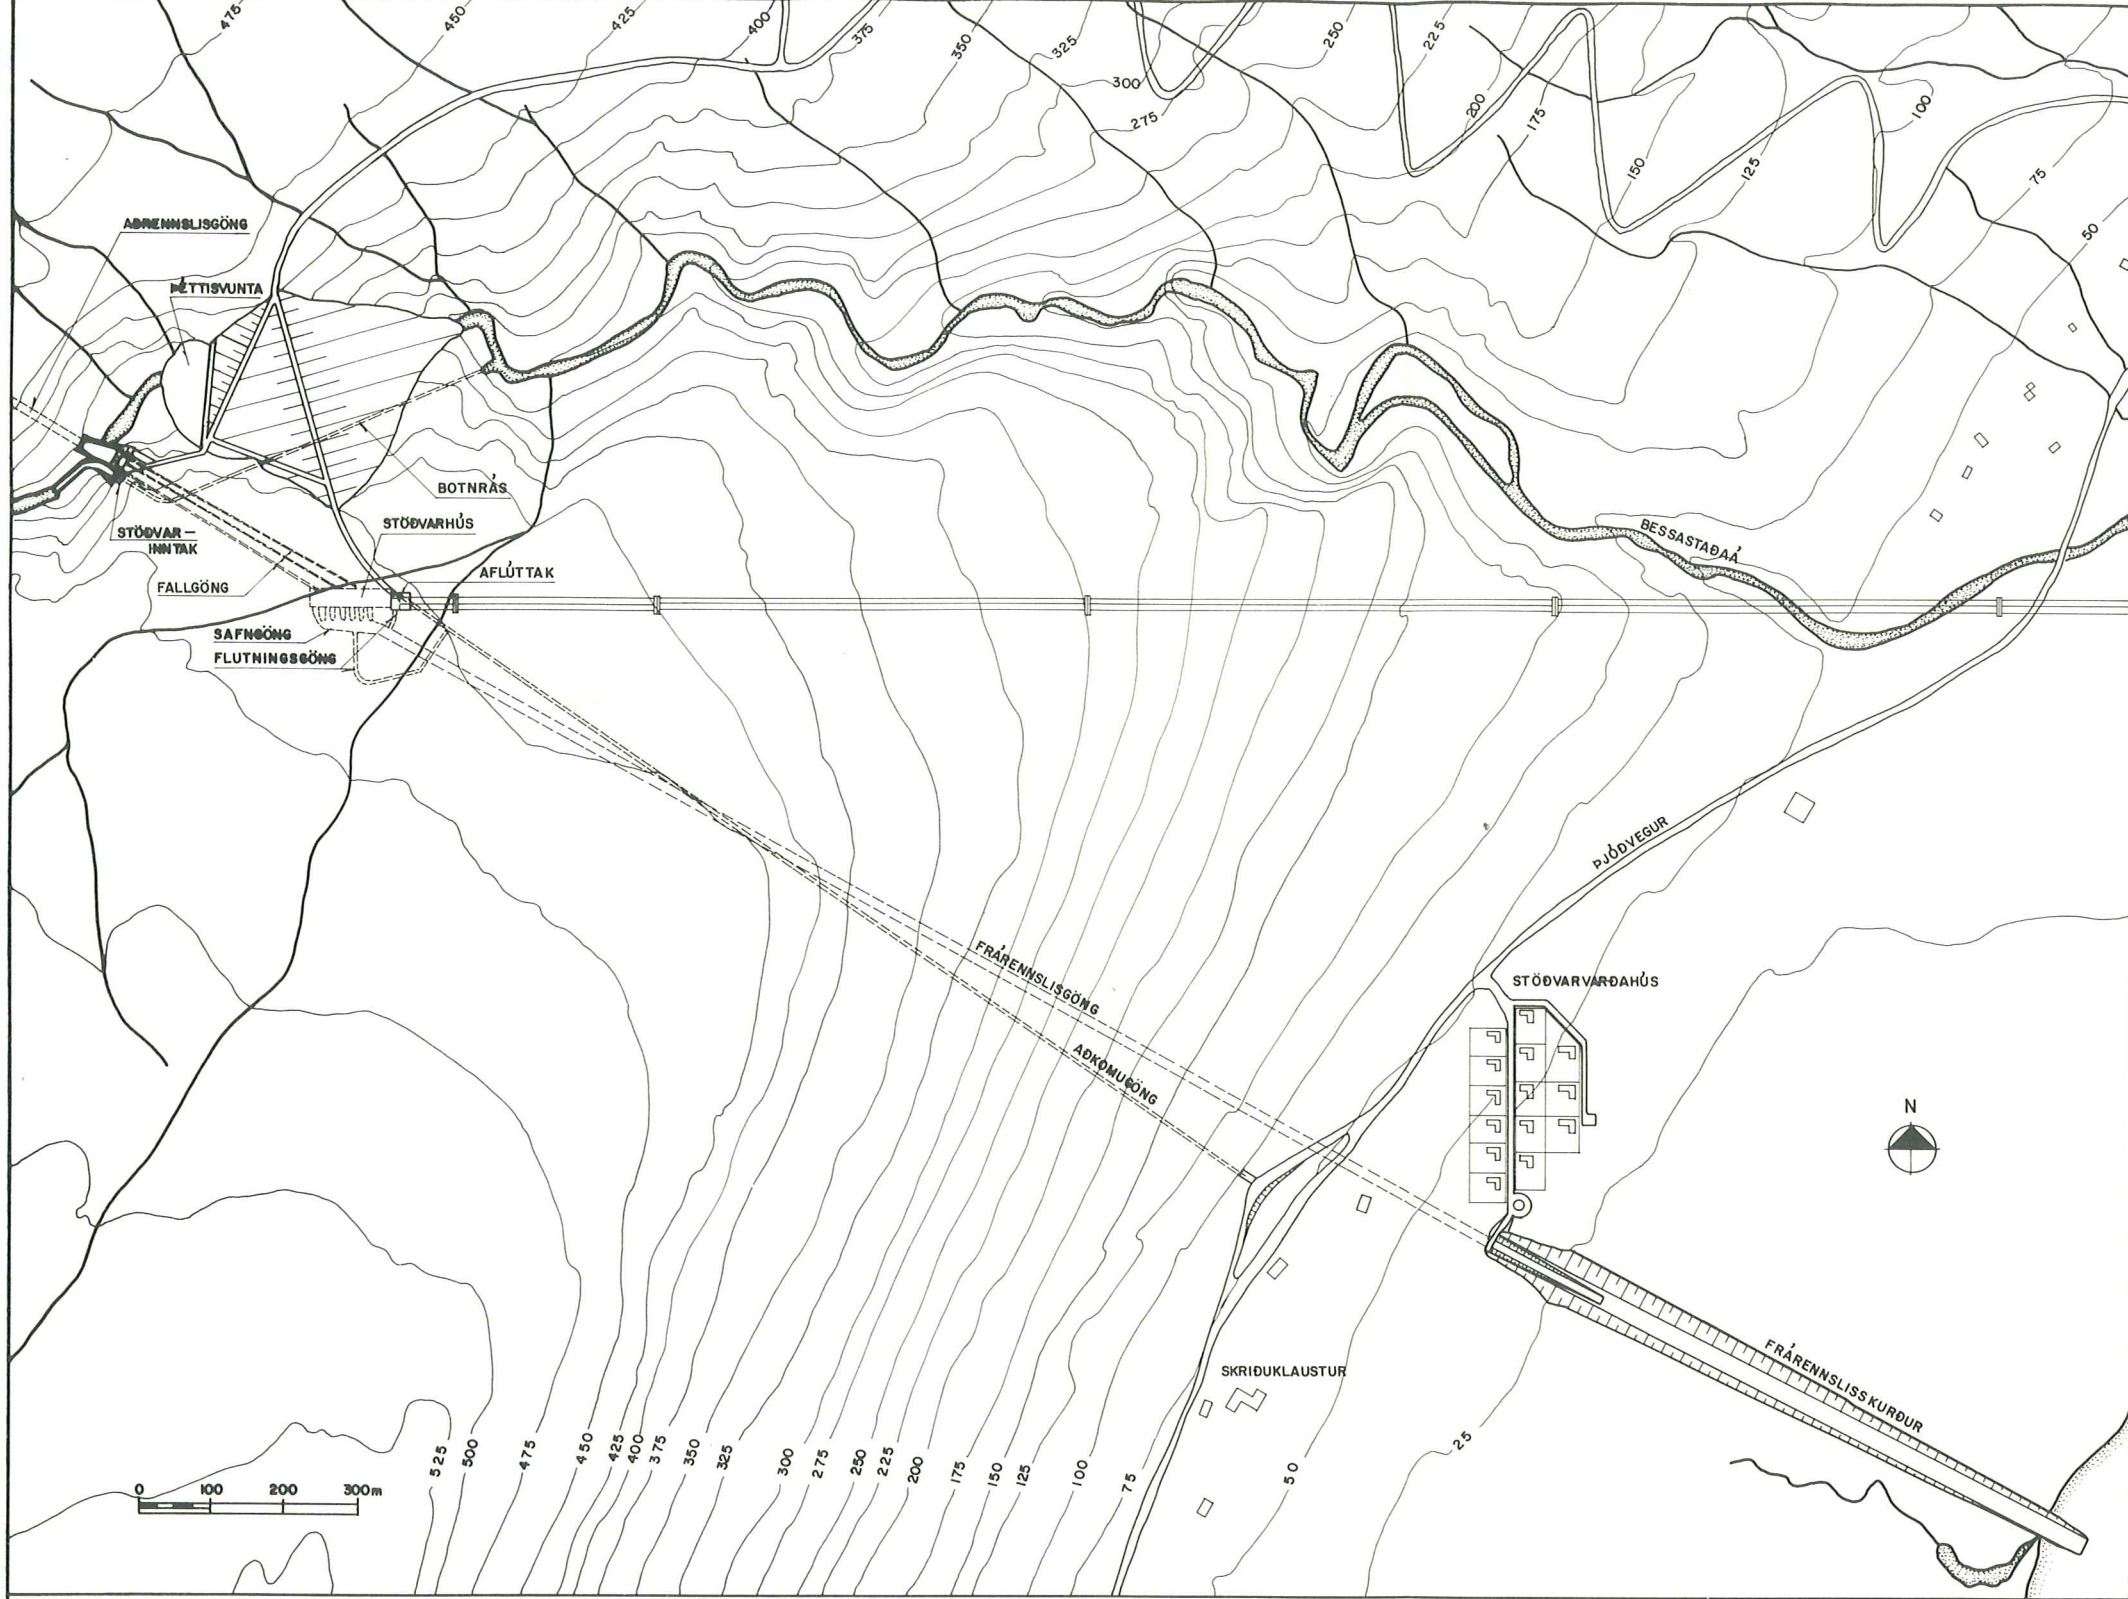 475
450
425
400
375
350
325
300
275
250
225
200
175
150
125
100
75
50
AÐRENNSLISGÖNG
ÞÉTTISVUNTA
BOTNRÁS
STÖÐVARHÚS
STÖÐVAR-
INNTAK
FALLGÖNG
AFLÚTTAK
SAFNGÖNG
FLUTNINGSGÖNG
BESSASTAÐAÁ
ÞJÓÐVEGUR
FRÁRENNSLISGÖNG
AÐKOMUGÖNG
STÖÐVARVARÐAHÚS
N
SKRIÐUKLAUSTUR
FRÁRENNSLISSKURÐUR
525
500
475
450
425
400
375
350
325
300
275
250
225
200
175
150
125
100
75
50
25
0 100 200 300m